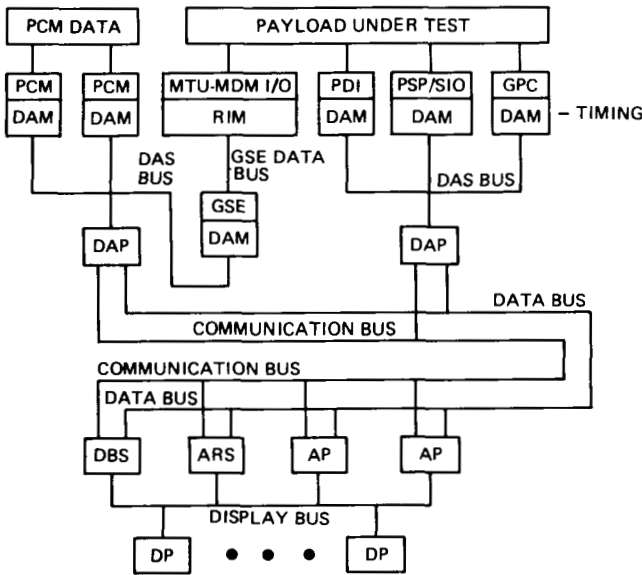 PCM DATA
PAYLOAD UNDER TEST
PCM
DAM
PCM
DAM
MTU-MDM I/O
RIM
PDI
DAM
PSP/SIO
DAM
GPC
DAM
– TIMING
DAS
BUS
GSE DATA
BUS
DAS BUS
GSE
DAM
DAP
DAP
DATA BUS
COMMUNICATION BUS
COMMUNICATION BUS
DATA BUS
DBS
ARS
AP
AP
DISPLAY BUS
DP
• • •
DP